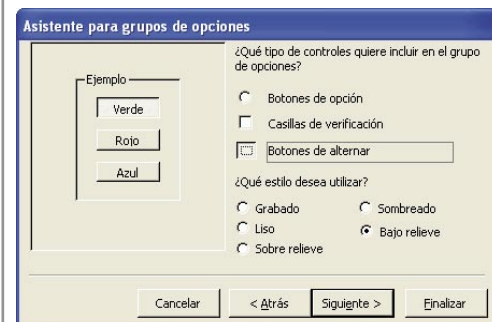 Asistente para grupos de opciones
¿Qué tipo de controles quiere incluir en el grupo
de opciones?
Ejemplo
Verde
Rojo
Azul
Botones de opción
Casillas de verificación
Botones de alternar
¿Qué estilo desea utilizar?
Grabado
Sombreado
Liso
Bajo relieve
Sobre relieve
Cancelar
< Atrás
Siguiente >
Finalizar